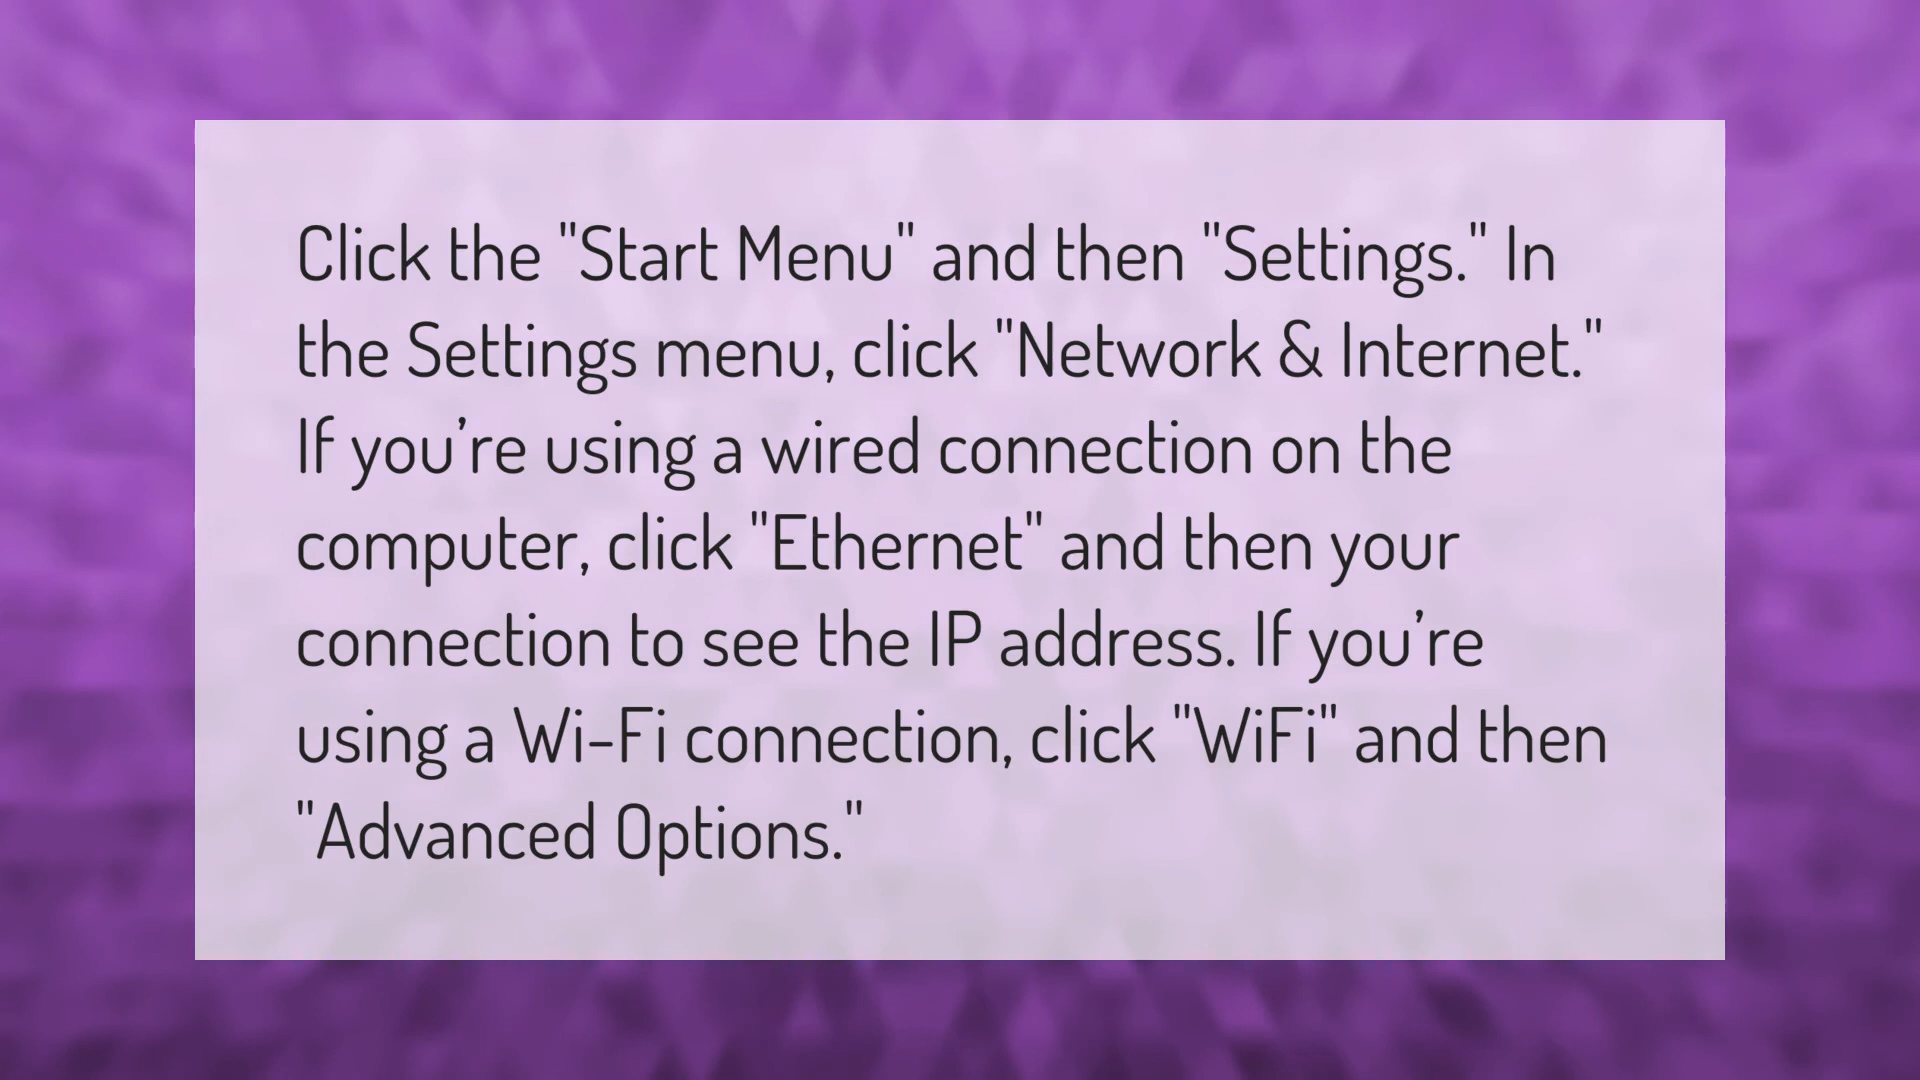 Click the "Start Menu" and then "Settings." In
the Settings menu, click "Network & Internet."
If you’re using a wired connection on the
computer, click "Ethernet" and then your
connection to see the IP address. If you’re
using a Wi-Fi connection, click "WiFi" and then
"Advanced Options."